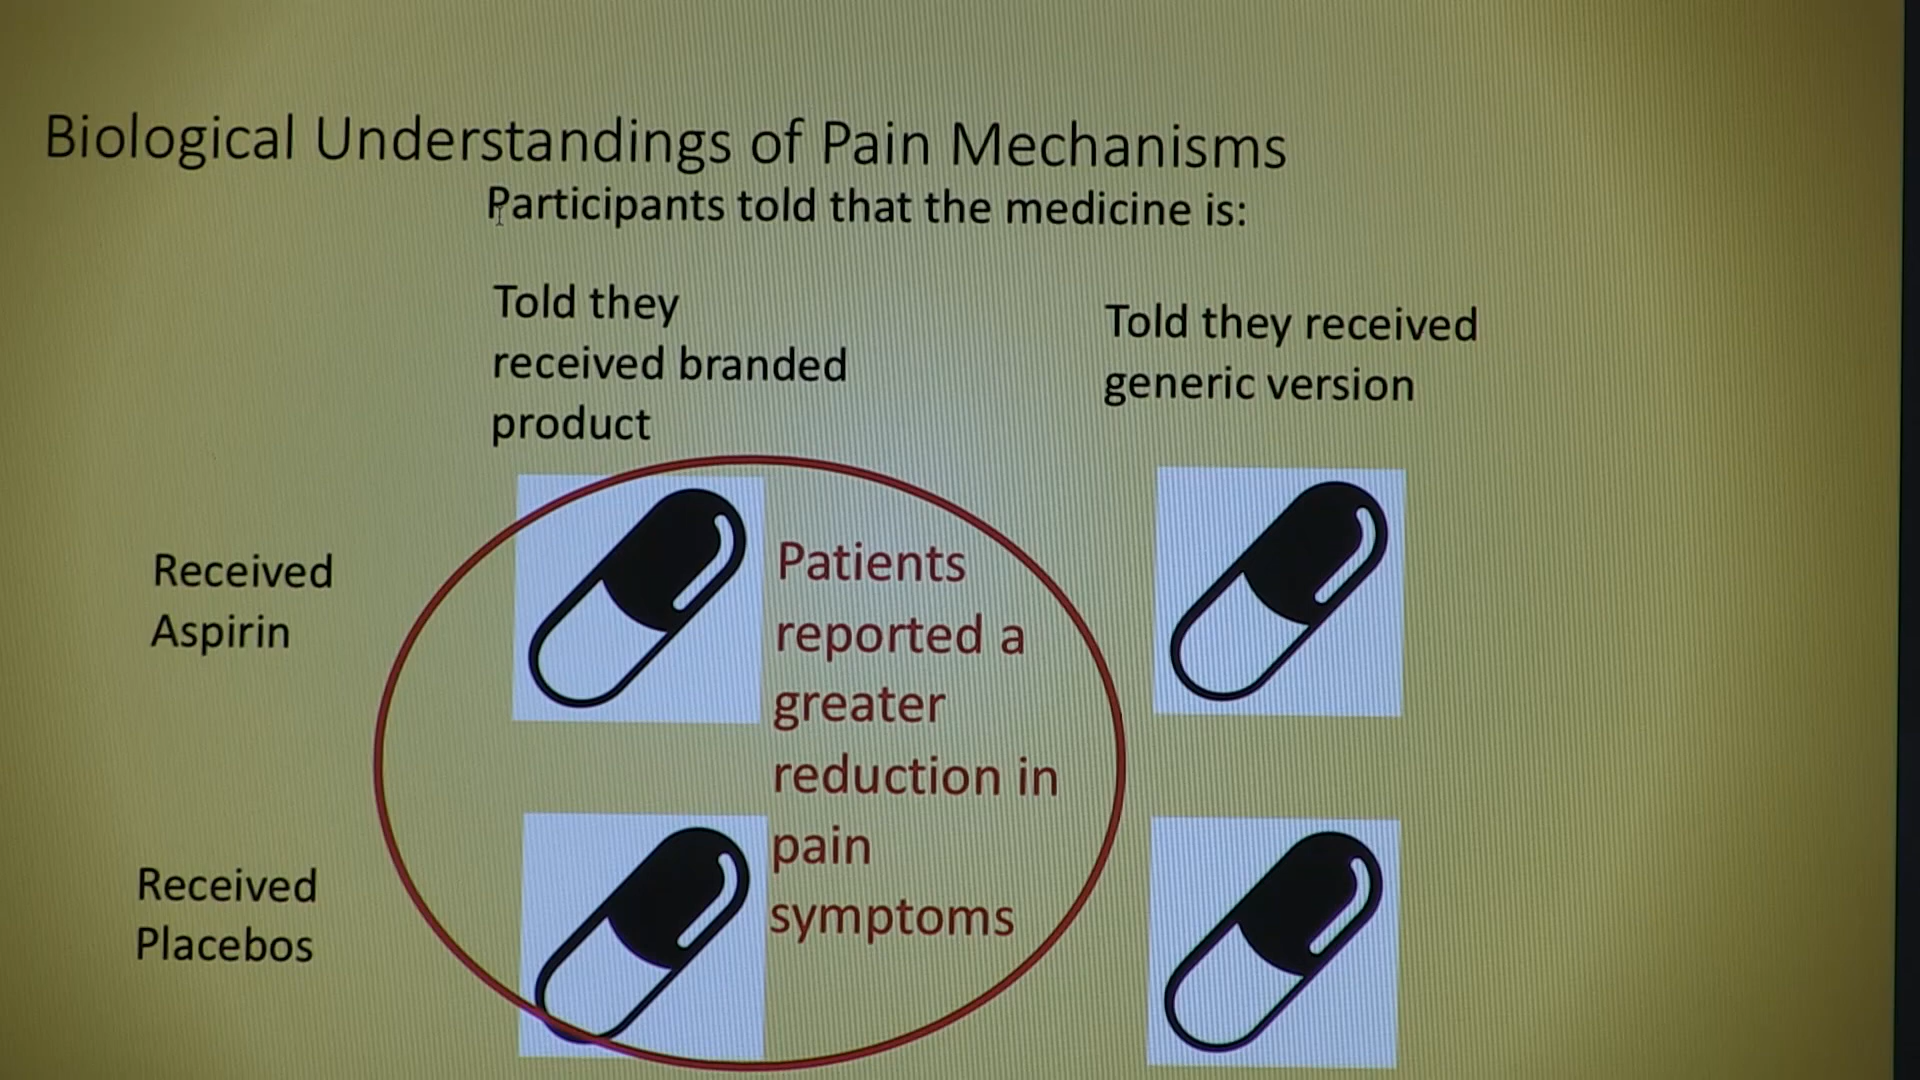 Biological Understandings of Pain Mechanisms
Participants told that the medicine is:
Told they
received branded
product
Told they received
generic version
Received
Aspirin
Patients
reported a
greater
reduction in
pain
symptoms
Received
Placebos